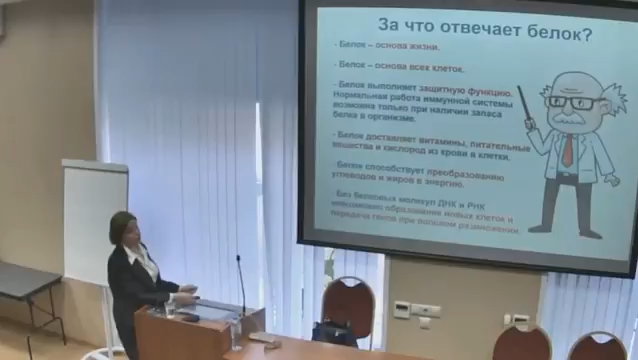 За что отвечает белок?
- Белок – основа жизни.
- Белок – основа всех клеток.
- Белок выполняет защитную функцию.
Нормальная работа иммунной системы
возможна только при наличии запаса
белка в организме.
- Белок доставляет витамины, питательные
вещества и кислород из крови в клетки.
- Белок способствует преобразованию
углеводов и жиров в энергию.
- Без белковых молекул ДНК и РНК
невозможно образование новых клеток и
передача генов при половом размножении.